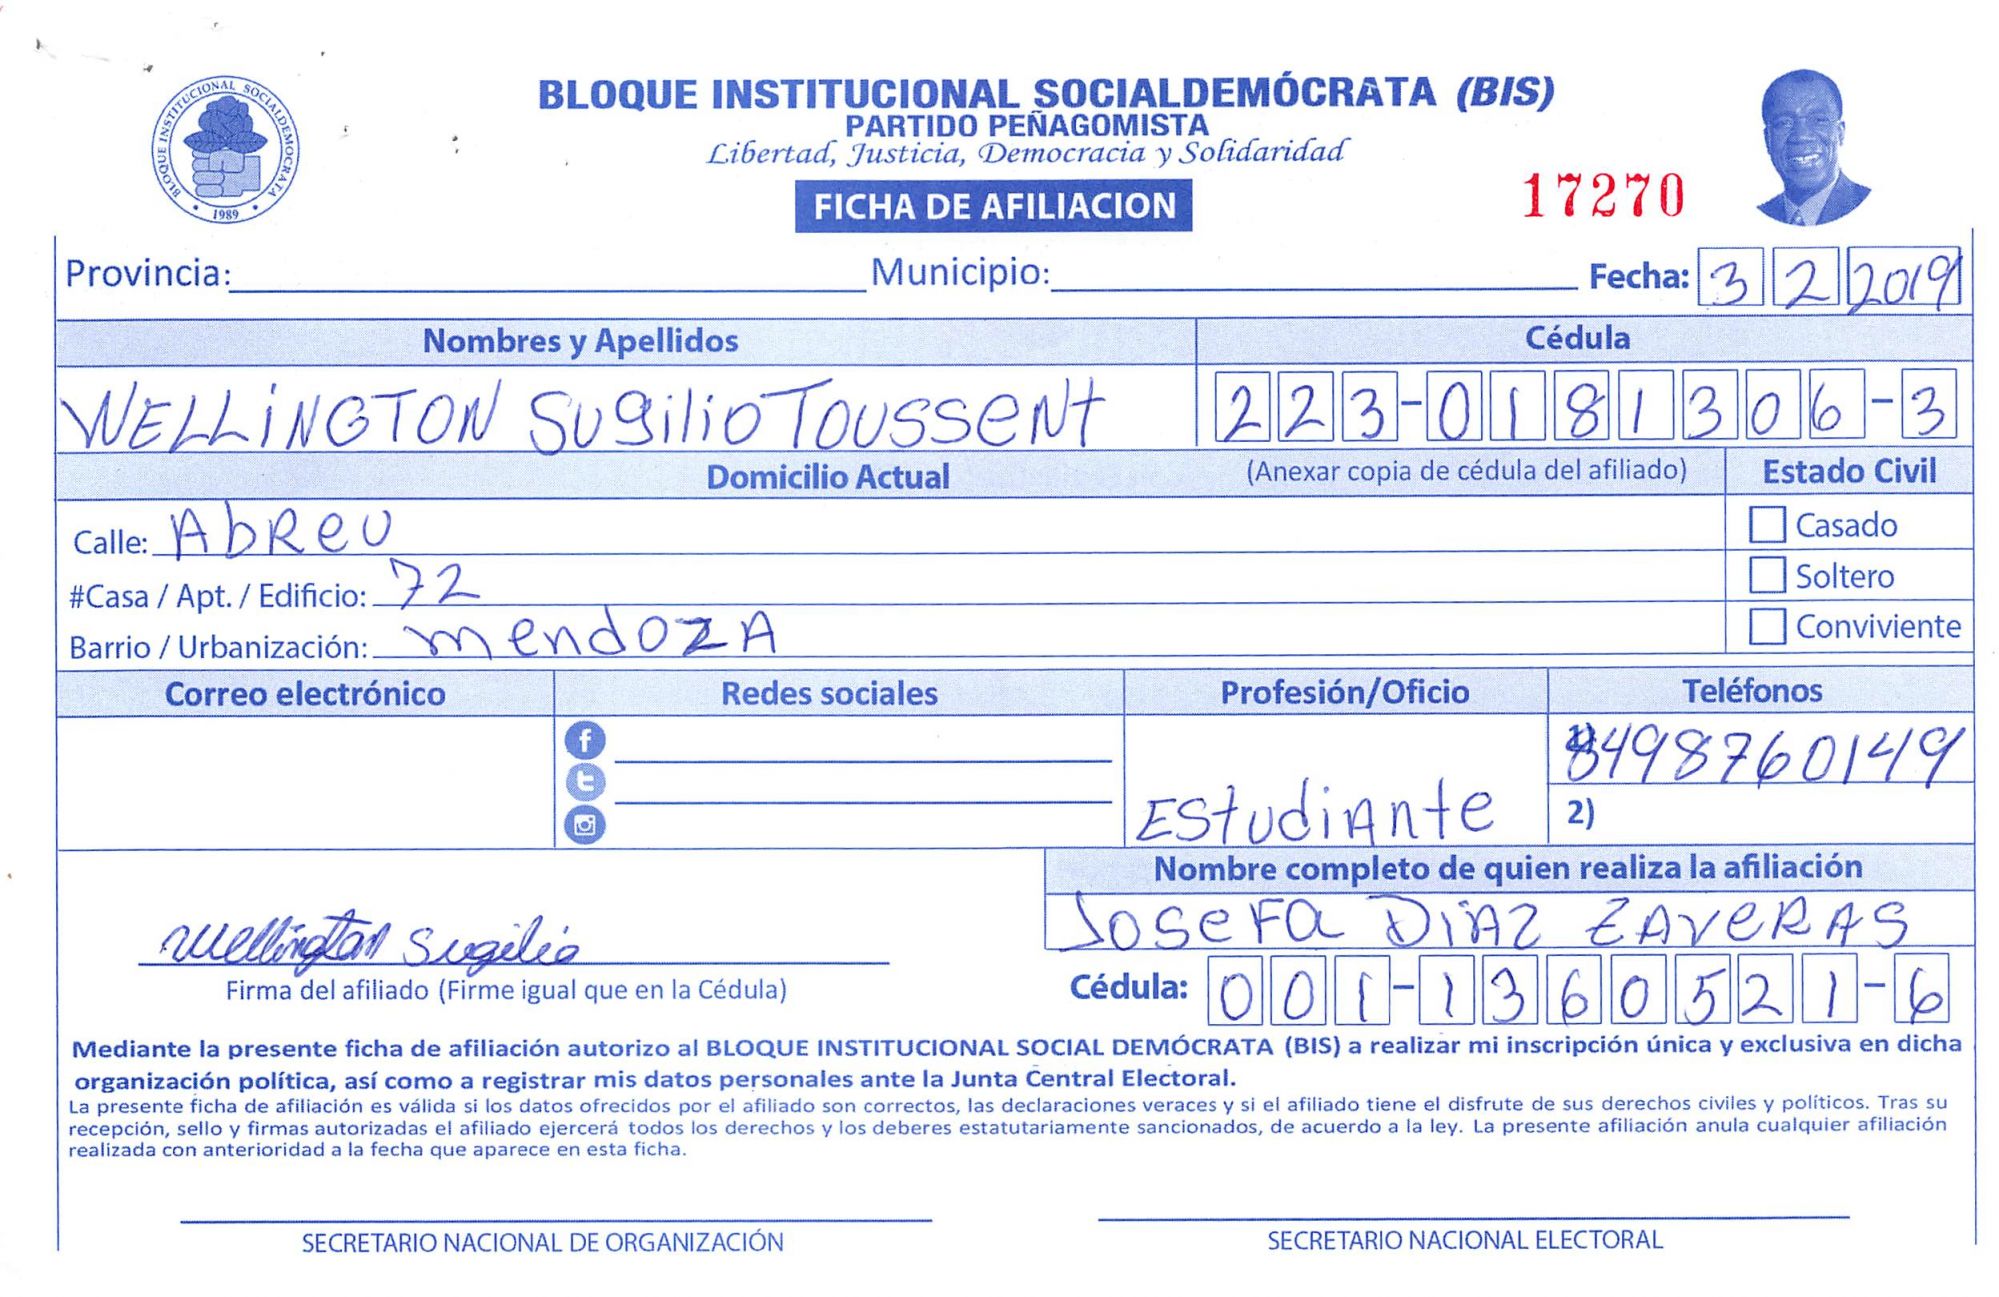 BLOQUE INSTITUCIONAL SOCIALDEMOCRATA
1989
BLOQUE INSTITUCIONAL SOCIALDEMÓCRATA (BIS)
PARTIDO PEÑAGOMISTA
Libertad, Justicia, Democracia y Solidaridad
FICHA DE AFILIACION
17270
Provincia: Municipio: Fecha: 3 2 2019
Nombres y Apellidos Cédula
WELLiNGTON Sugilio Toussent 223-0181306-3
Domicilio Actual (Anexar copia de cédula del afiliado) Estado Civil
Calle: AbReu Casado
#Casa / Apt. / Edificio: 72 Soltero
Barrio / Urbanización: mendozA Conviviente
Correo electrónico Redes sociales Profesión/Oficio Teléfonos
1) 8498760149
EStudiAnte 2)
Nombre completo de quien realiza la afiliación
JoseFa DiAz ZAveRAS
Wellington Sugilio
Firma del afiliado (Firme igual que en la Cédula) Cédula: 001-1360521-6
Mediante la presente ficha de afiliación autorizo al BLOQUE INSTITUCIONAL SOCIAL DEMÓCRATA (BIS) a realizar mi inscripción única y exclusiva en dicha
organización política, así como a registrar mis datos personales ante la Junta Central Electoral.
La presente ficha de afiliación es válida si los datos ofrecidos por el afiliado son correctos, las declaraciones veraces y si el afiliado tiene el disfrute de sus derechos civiles y políticos. Tras su
recepción, sello y firmas autorizadas el afiliado ejercerá todos los derechos y los deberes estatutariamente sancionados, de acuerdo a la ley. La presente afiliación anula cualquier afiliación
realizada con anterioridad a la fecha que aparece en esta ficha.
SECRETARIO NACIONAL DE ORGANIZACIÓN SECRETARIO NACIONAL ELECTORAL